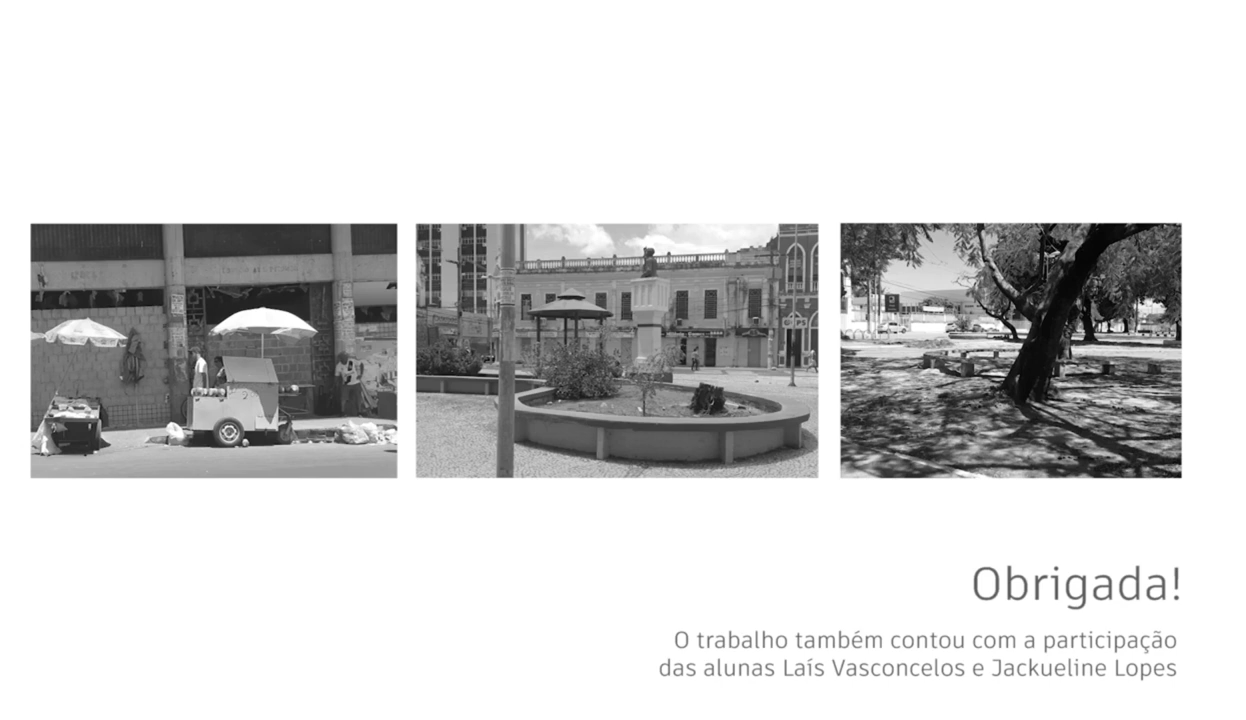 Obrigada!
O trabalho também contou com a participação
das alunas Laís Vasconcelos e Jackueline Lopes